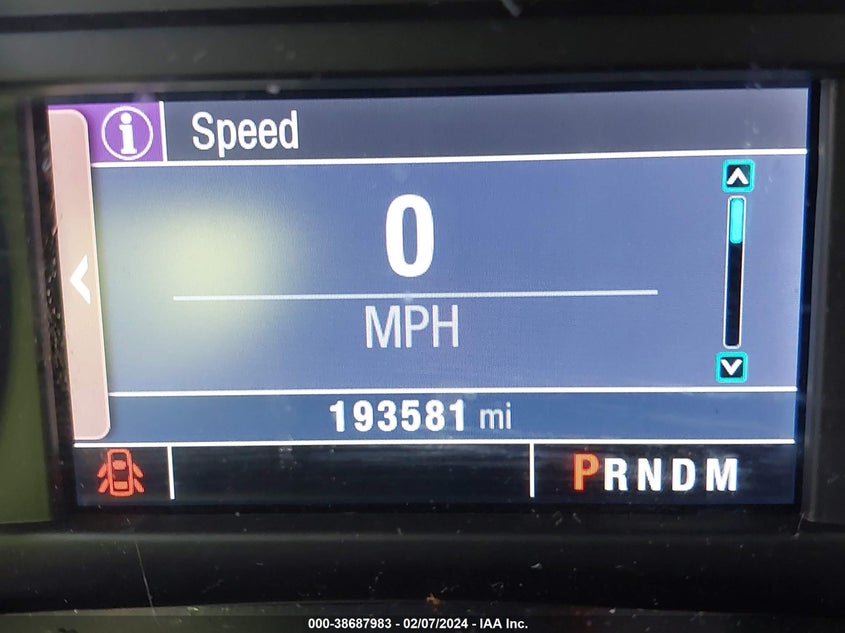 Speed
0
MPH
193581 mi
PRNDM
000-38687983 - 02/07/2024 - IAA Inc.